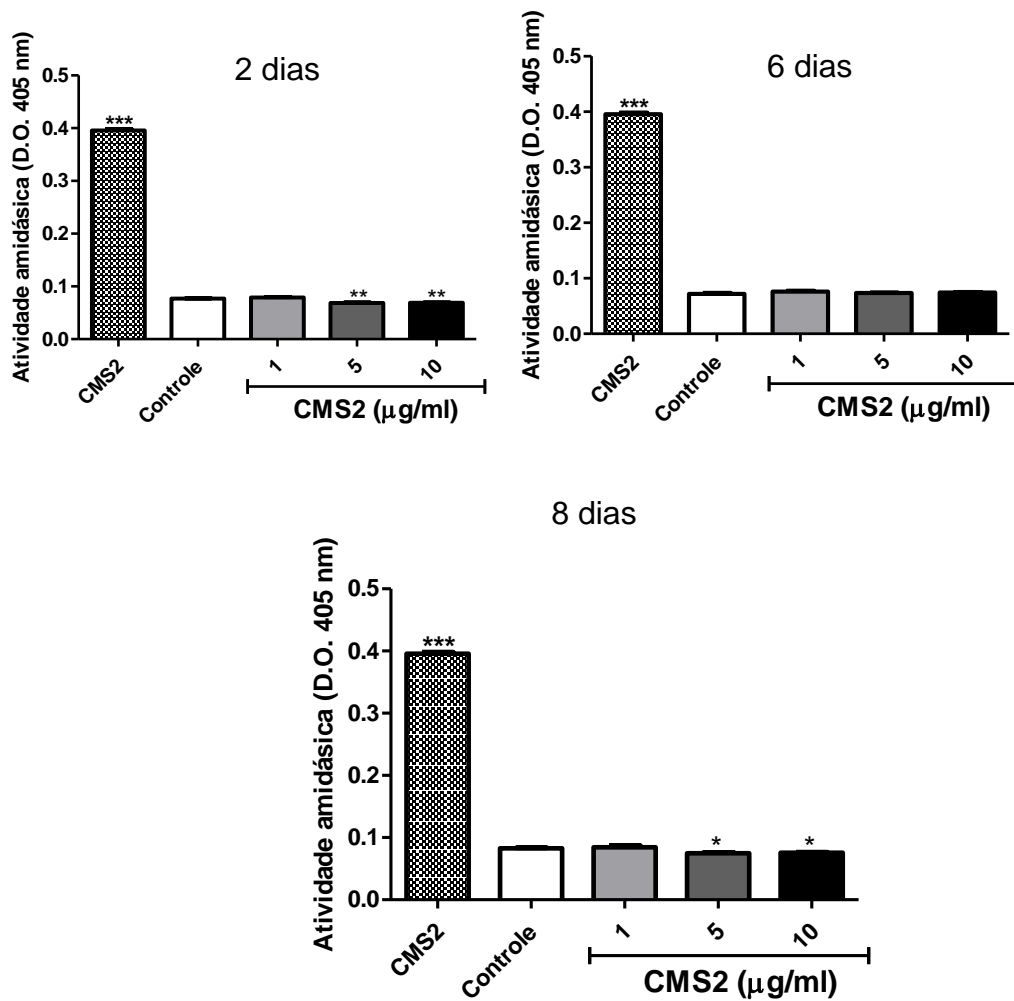 2 dias
Atividade amidásica (D.O. 405 nm)
0.5
0.4
0.3
0.2
0.1
0.0
***
**
**
CMS2
Controle
1
5
10
CMS2 (μg/ml)
6 dias
Atividade amidásica (D.O. 405 nm)
0.5
0.4
0.3
0.2
0.1
0.0
***
CMS2
Controle
1
5
10
CMS2 (μg/ml)
8 dias
Atividade amidásica (D.O. 405 nm)
0.5
0.4
0.3
0.2
0.1
0.0
***
*
*
CMS2
Controle
1
5
10
CMS2 (μg/ml)